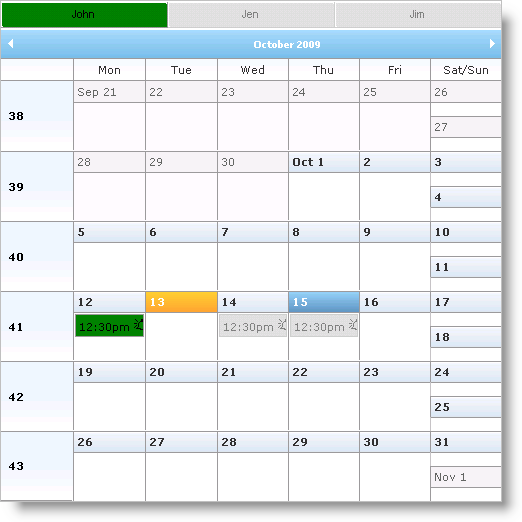 John Jen Jim
October 2009
Mon Tue Wed Thu Fri Sat/Sun
Sep 21 22 23 24 25 26
38
27
28 29 30 Oct 1 2 3
39
4
5 6 7 8 9 10
40
11
12 13 14 15 16 17
41 12:30pm 12:30pm 12:30pm
18
19 20 21 22 23 24
42
25
26 27 28 29 30 31
43
Nov 1